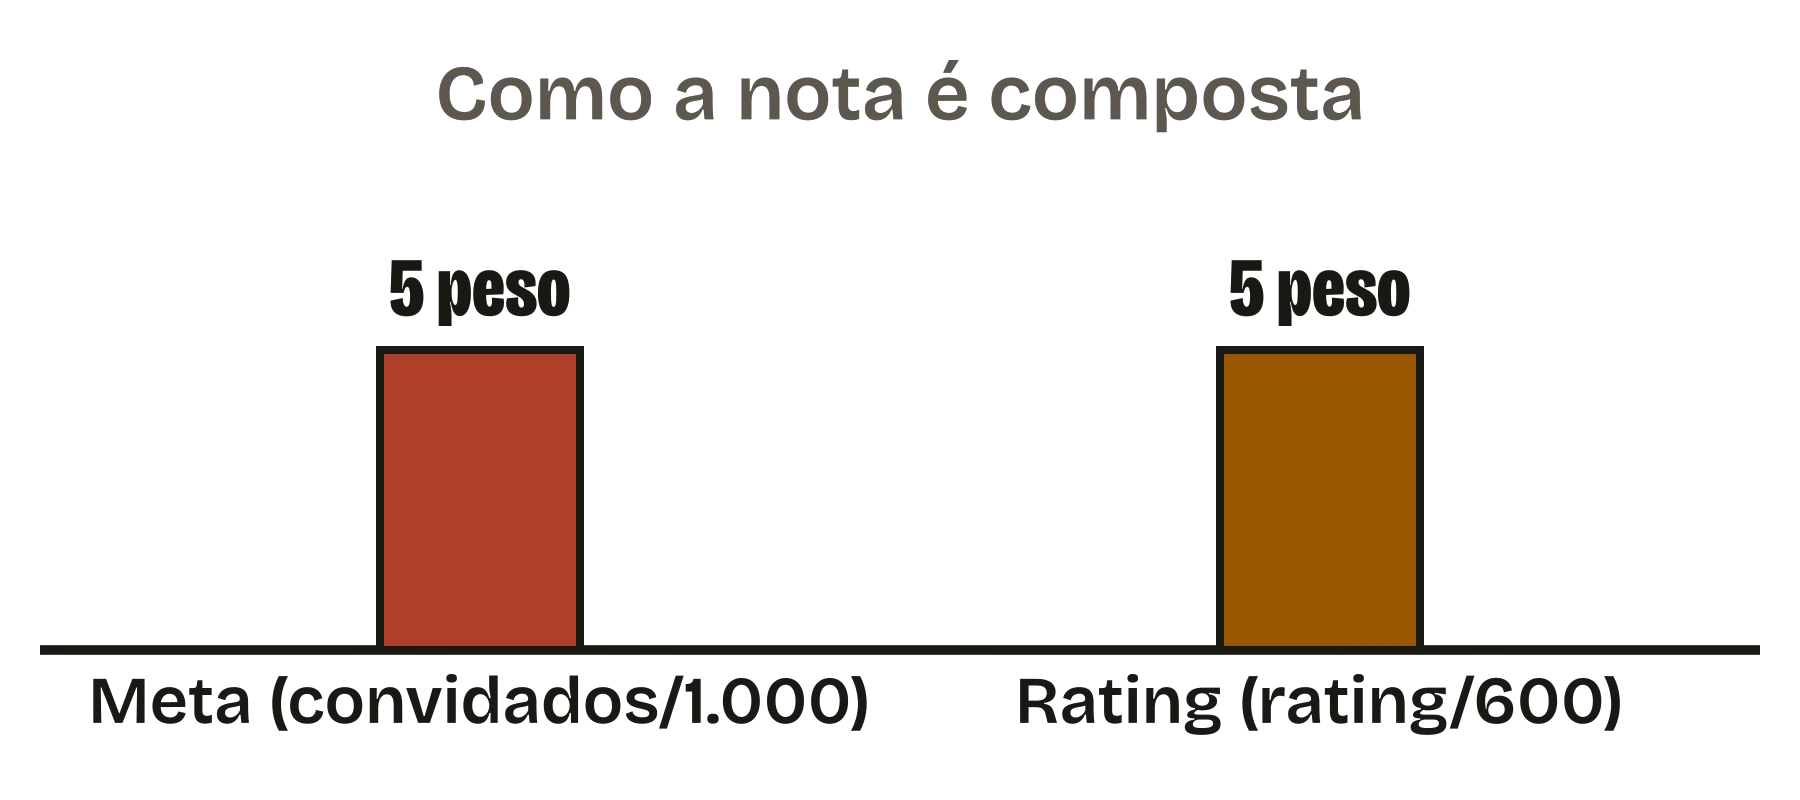 Como a nota é composta
5 peso
5 peso
Meta (convidados/1.000)
Rating (rating/600)